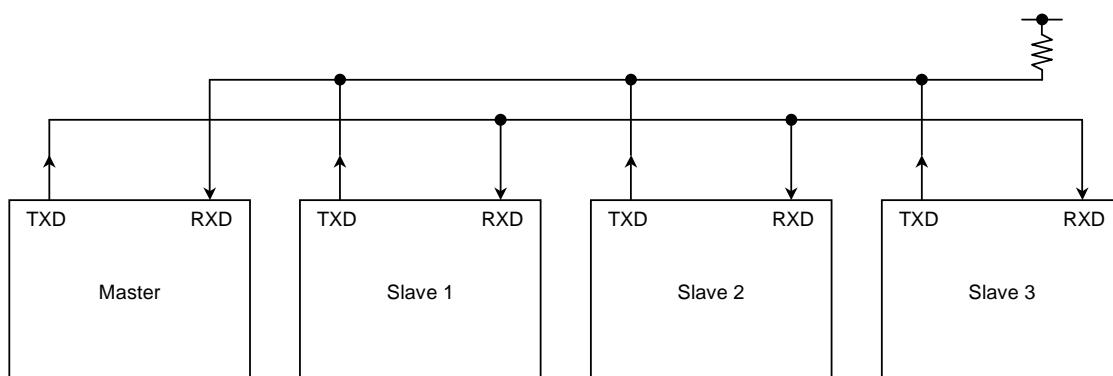 TXD RXD TXD RXD TXD RXD TXD RXD
Master Slave 1 Slave 2 Slave 3